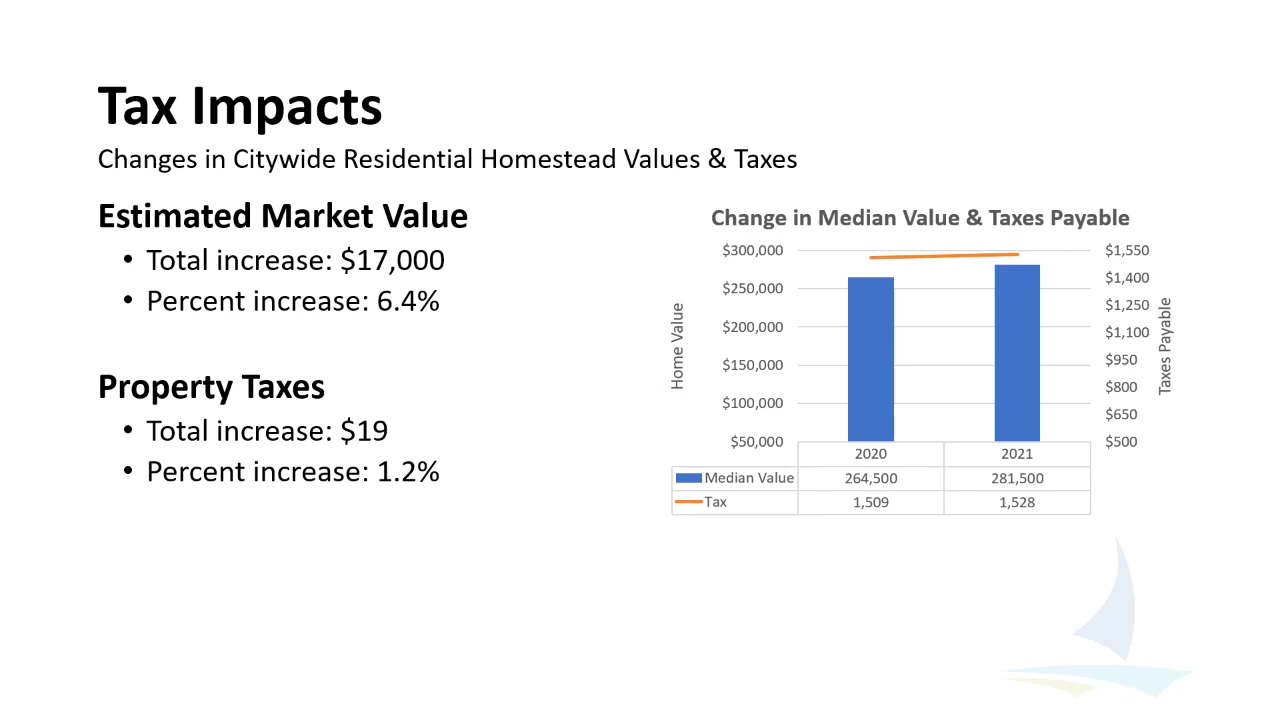 Tax Impacts
Changes in Citywide Residential Homestead Values & Taxes
Estimated Market Value
• Total increase: $17,000
• Percent increase: 6.4%
Property Taxes
• Total increase: $19
• Percent increase: 1.2%
Change in Median Value & Taxes Payable
Home Value
$300,000
$250,000
$200,000
$150,000
$100,000
$50,000
$1,550
$1,400
$1,250
$1,100
$950
$800
$650
$500
Taxes Payable
2020 2021
Median Value 264,500 281,500
Tax 1,509 1,528